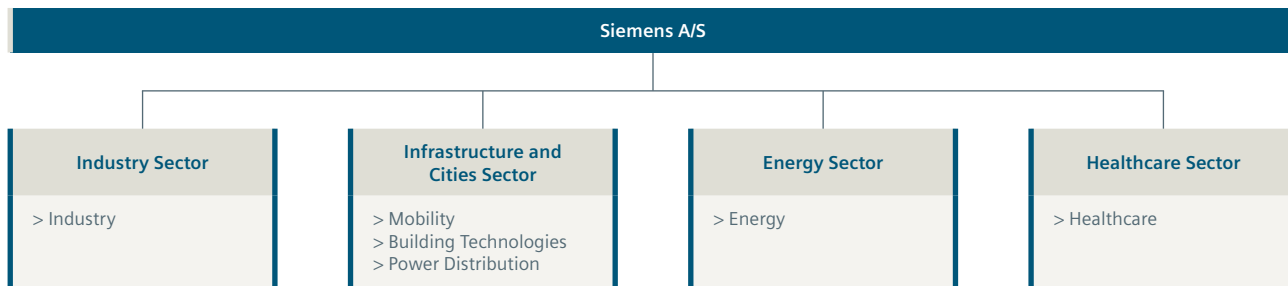 Siemens A/S
Industry Sector
> Industry
Infrastructure and
Cities Sector
> Mobility
> Building Technologies
> Power Distribution
Energy Sector
> Energy
Healthcare Sector
> Healthcare